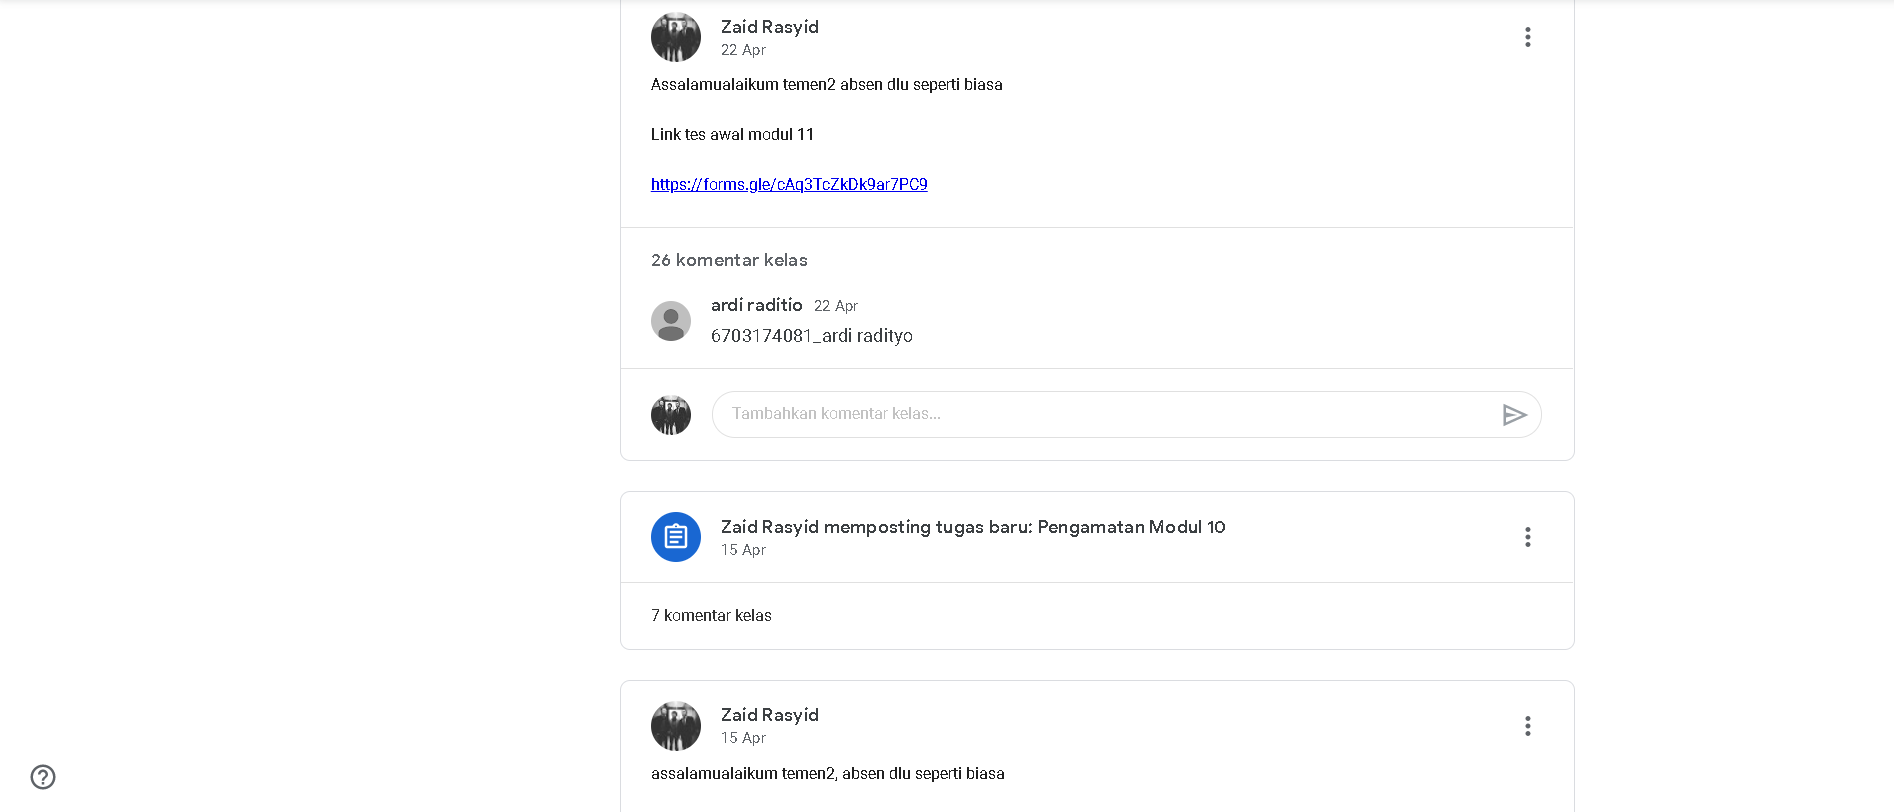 Zaid Rasyid
22 Apr
Assalamualaikum temen2 absen dlu seperti biasa
Link tes awal modul 11
https://forms.gle/cAq3TcZkDk9ar7PC9
26 komentar kelas
ardi raditio 22 Apr
6703174081_ardi radityo
Tambahkan komentar kelas...
Zaid Rasyid memposting tugas baru: Pengamatan Modul 10
15 Apr
7 komentar kelas
Zaid Rasyid
15 Apr
assalamualaikum temen2, absen dlu seperti biasa